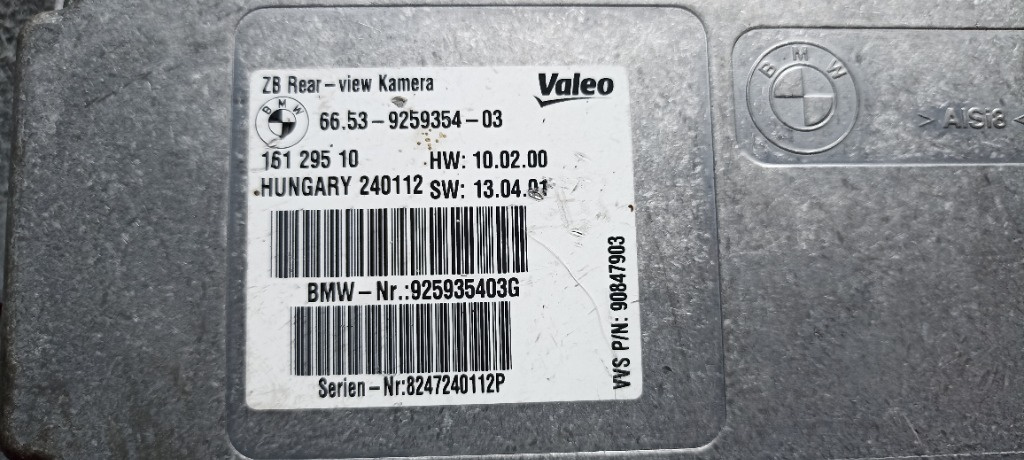 ZB Rear-view Kamera
Valeo
BMW
66.53-9259354-03
161 295 10 HW: 10.02.00
HUNGARY 240112 SW: 13.04.01
BMW-Nr.:925935403G
Serien-Nr:8247240112P
VVS P/N: 90847903
BMW
>AlSi8<